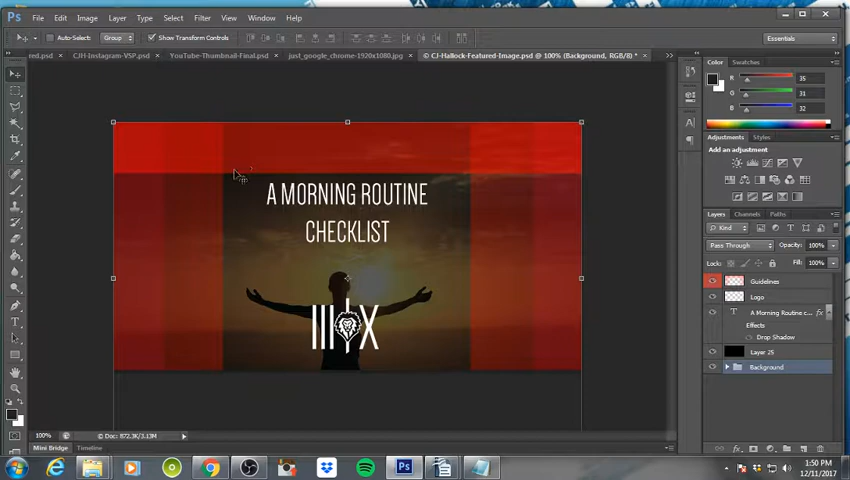 Ps File Edit Image Layer Type Select Filter View Window Help
Auto-Select: Group Show Transform Controls Essentials
red.psd × CJH-Instagram-VSP.psd × YouTube-Thumbnail-Final.psd × just_google_chrome-1920x1080.jpg × © CJ-Hallock-Featured-Image.psd @ 100% (Background, RGB/8) * ×
Color Swatches
R 35
G 31
B 32
Adjustments Styles
Add an adjustment
Layers Channels Paths
Kind
Pass Through Opacity: 100%
Lock: Fill: 100%
Guidelines
Logo
T A Morning Routine c... fx
Effects
Drop Shadow
Layer 25
Background
A MORNING ROUTINE
CHECKLIST
III X
100% Doc: 872.3K/3.13M
Mini Bridge Timeline
1:50 PM
12/11/2017